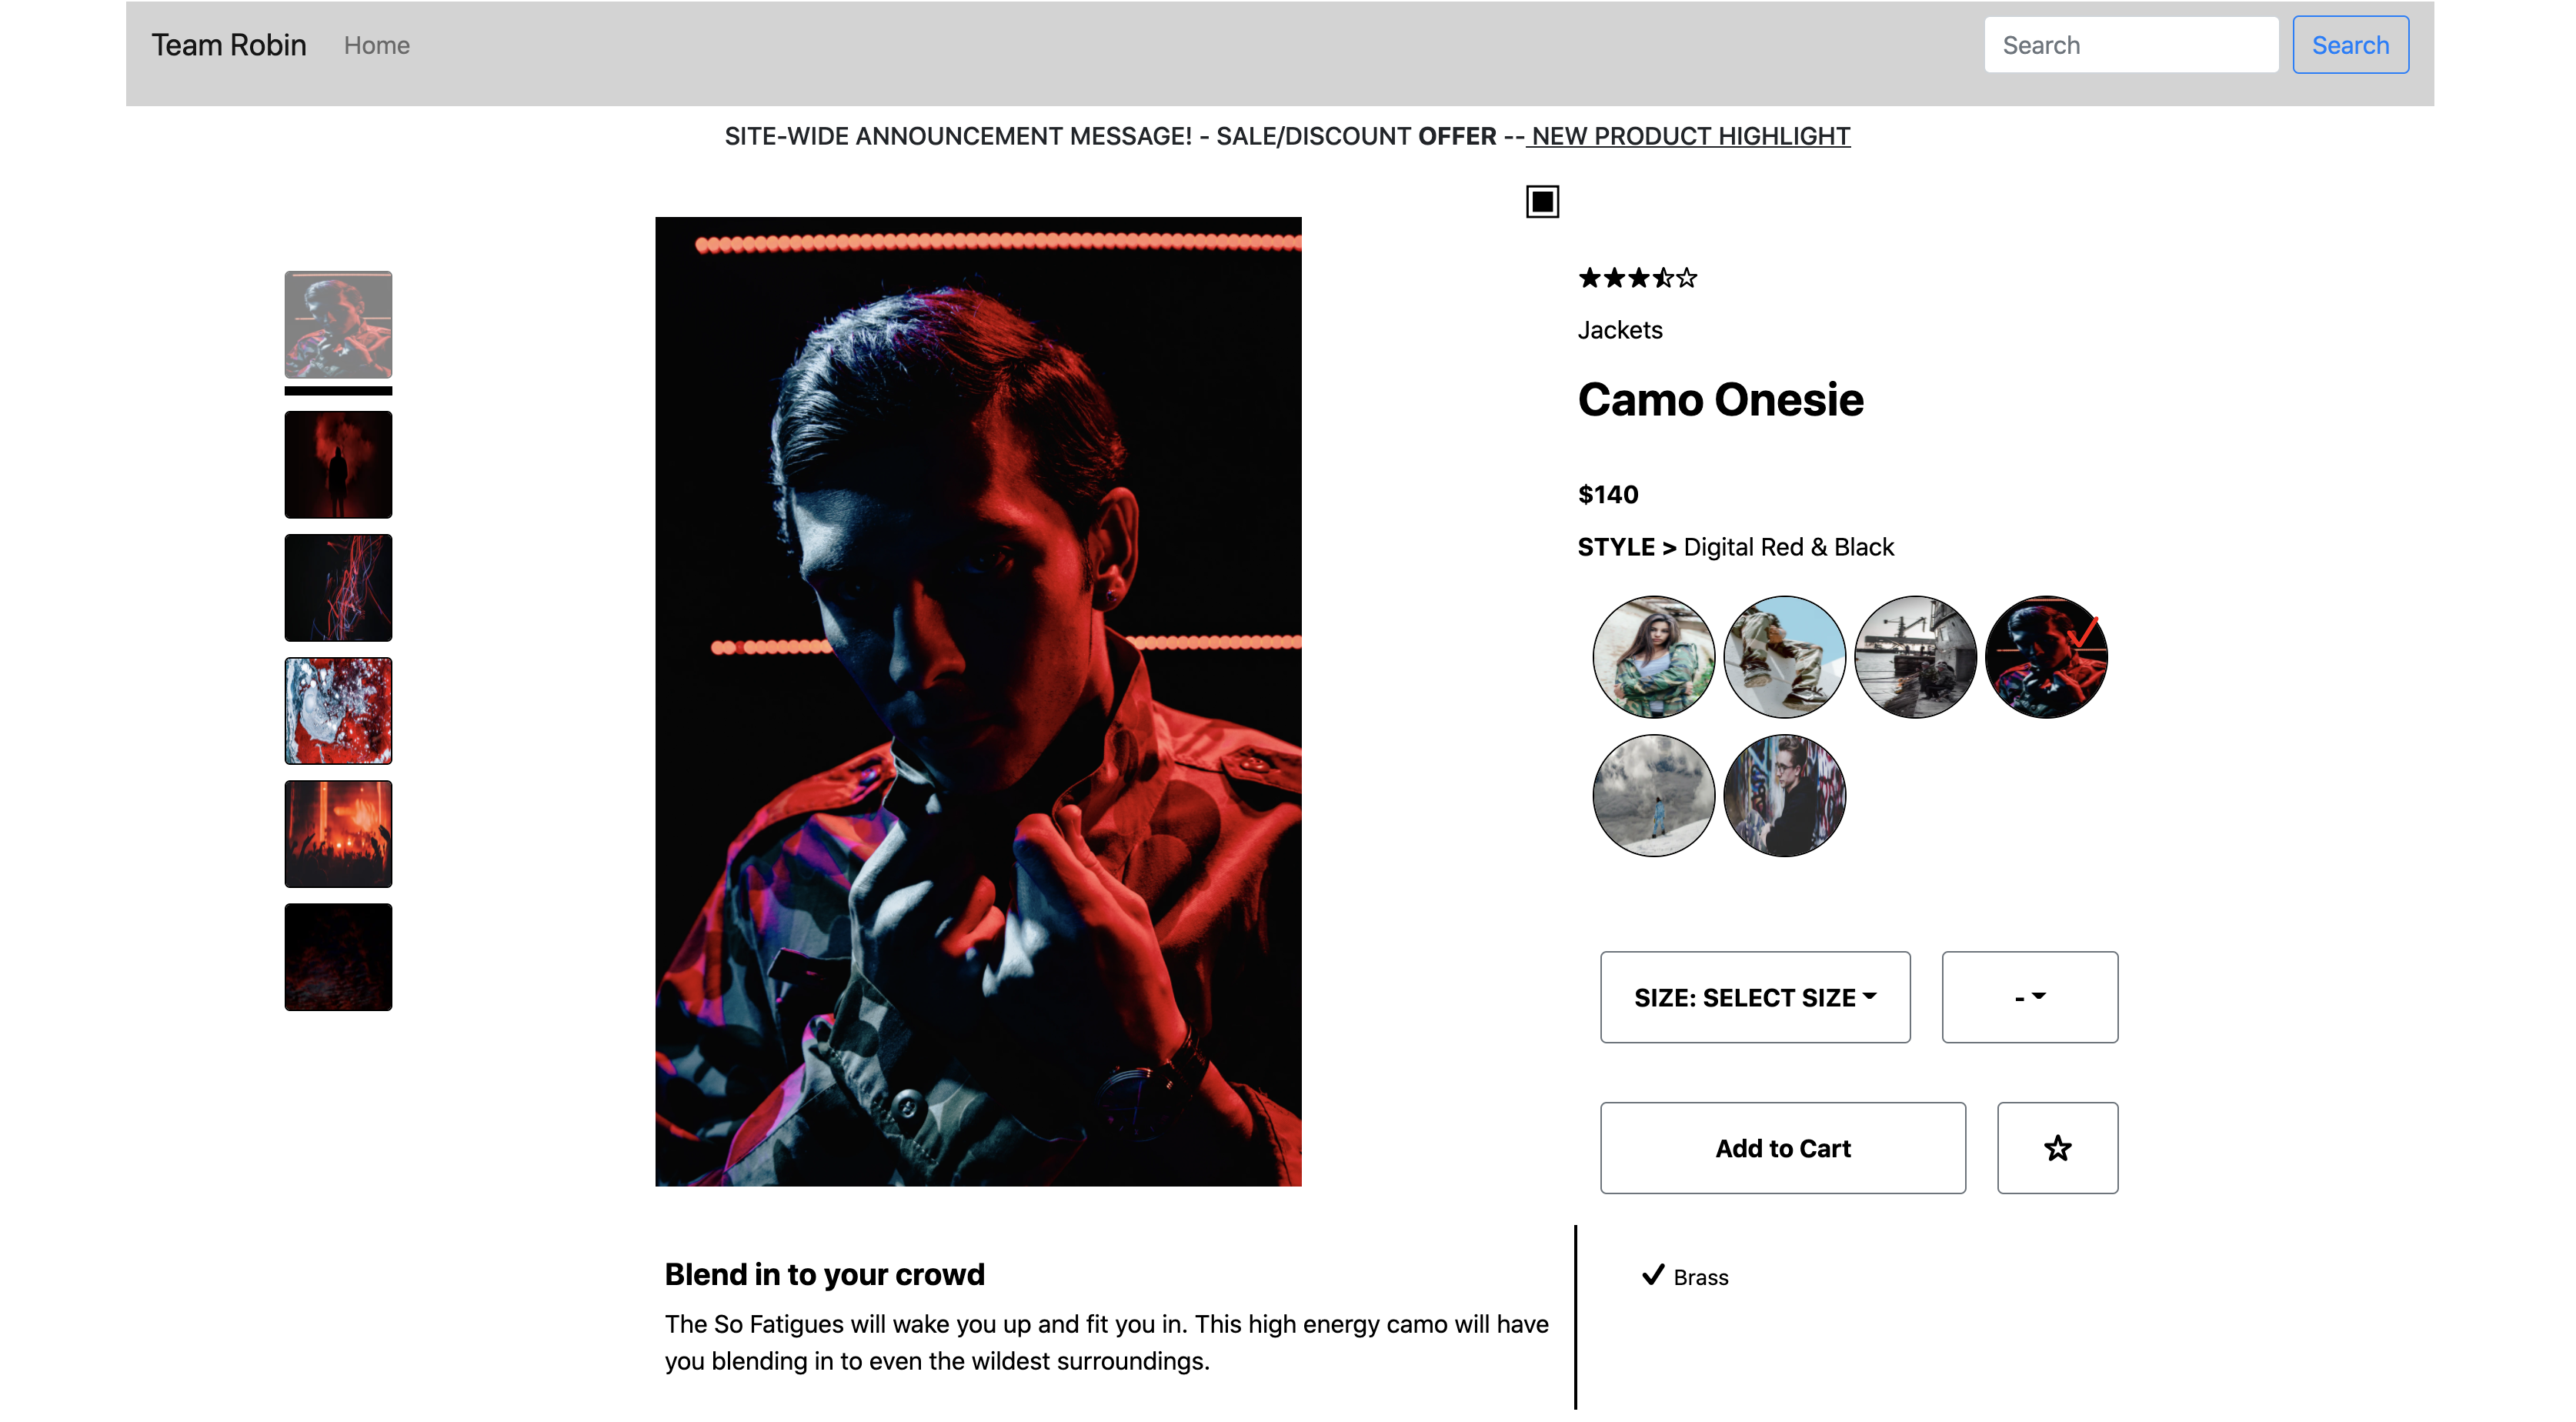 Team Robin
Home
Search
Search
SITE-WIDE ANNOUNCEMENT MESSAGE! - SALE/DISCOUNT OFFER -- NEW PRODUCT HIGHLIGHT
Jackets
Camo Onesie
$140
STYLE > Digital Red & Black
SIZE: SELECT SIZE
-
Add to Cart
Blend in to your crowd
The So Fatigues will wake you up and fit you in. This high energy camo will have
you blending in to even the wildest surroundings.
Brass